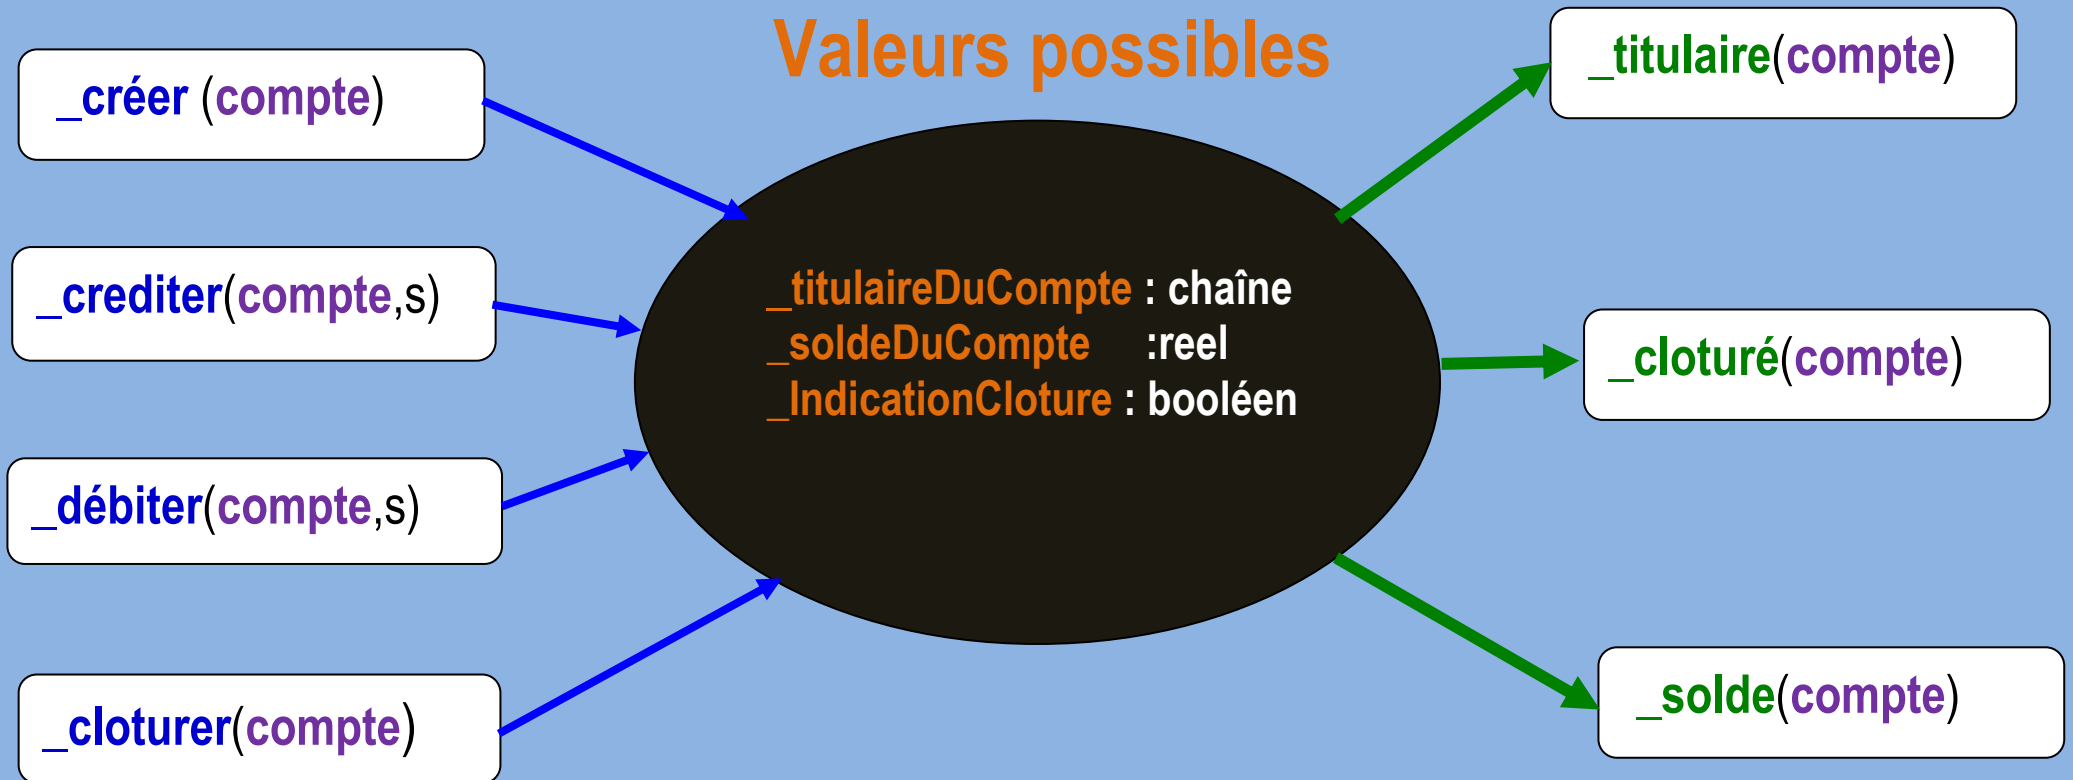 Valeurs possibles
_créer (compte)
_crediter(compte,s)
_débiter(compte,s)
_cloturer(compte)
_titulaireDuCompte : chaîne
_soldeDuCompte :reel
_IndicationCloture : booléen
_titulaire(compte)
_cloturé(compte)
_solde(compte)